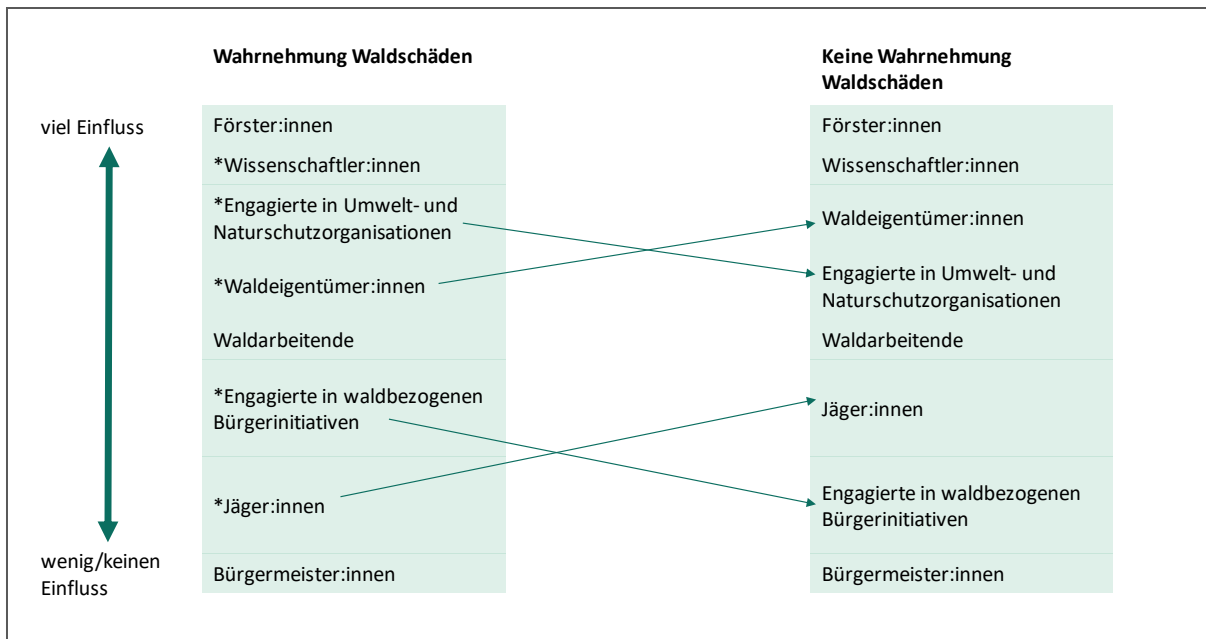 Wahrnehmung Waldschäden
Keine Wahrnehmung
Waldschäden
viel Einfluss
wenig/keinen
Einfluss
Förster:innen
*Wissenschaftler:innen
*Engagierte in Umwelt- und
Naturschutzorganisationen
*Waldeigentümer:innen
Waldarbeitende
*Engagierte in waldbezogenen
Bürgerinitiativen
*Jäger:innen
Bürgermeister:innen
Förster:innen
Wissenschaftler:innen
Waldeigentümer:innen
Engagierte in Umwelt- und
Naturschutzorganisationen
Waldarbeitende
Jäger:innen
Engagierte in waldbezogenen
Bürgerinitiativen
Bürgermeister:innen